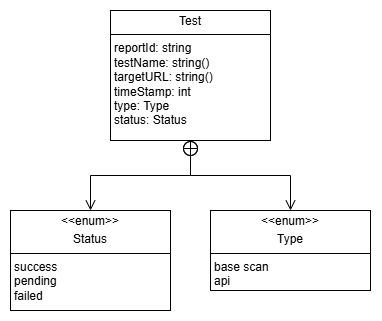 Test
reportId: string
testName: string()
targetURL: string()
timeStamp: int
type: Type
status: Status
<<enum>>
Status
success
pending
failed
<<enum>>
Type
base scan
api